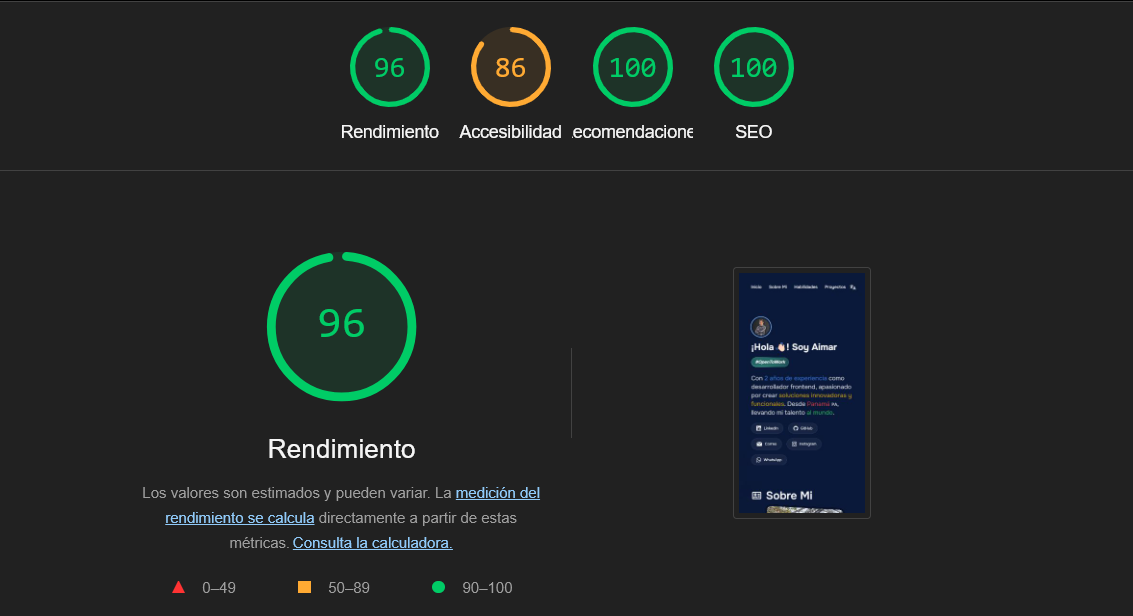 96
86
100
100
Rendimiento
Accesibilidad
ecomendacione
SEO
96
Rendimiento
Los valores son estimados y pueden variar. La medición del
rendimiento se calcula directamente a partir de estas
métricas. Consulta la calculadora.
0–49
50–89
90–100
Inicio Sobre Mi Habilidades Proyectos
¡Hola 👋🏻! Soy Aimar
#OpenToWork
Con 2 años de experiencia como
desarrollador frontend, apasionado
por crear soluciones innovadoras y
funcionales. Desde Panamá PA,
llevando mi talento al mundo.
LinkedIn
GitHub
Correo
Instagram
WhatsApp
Sobre Mi